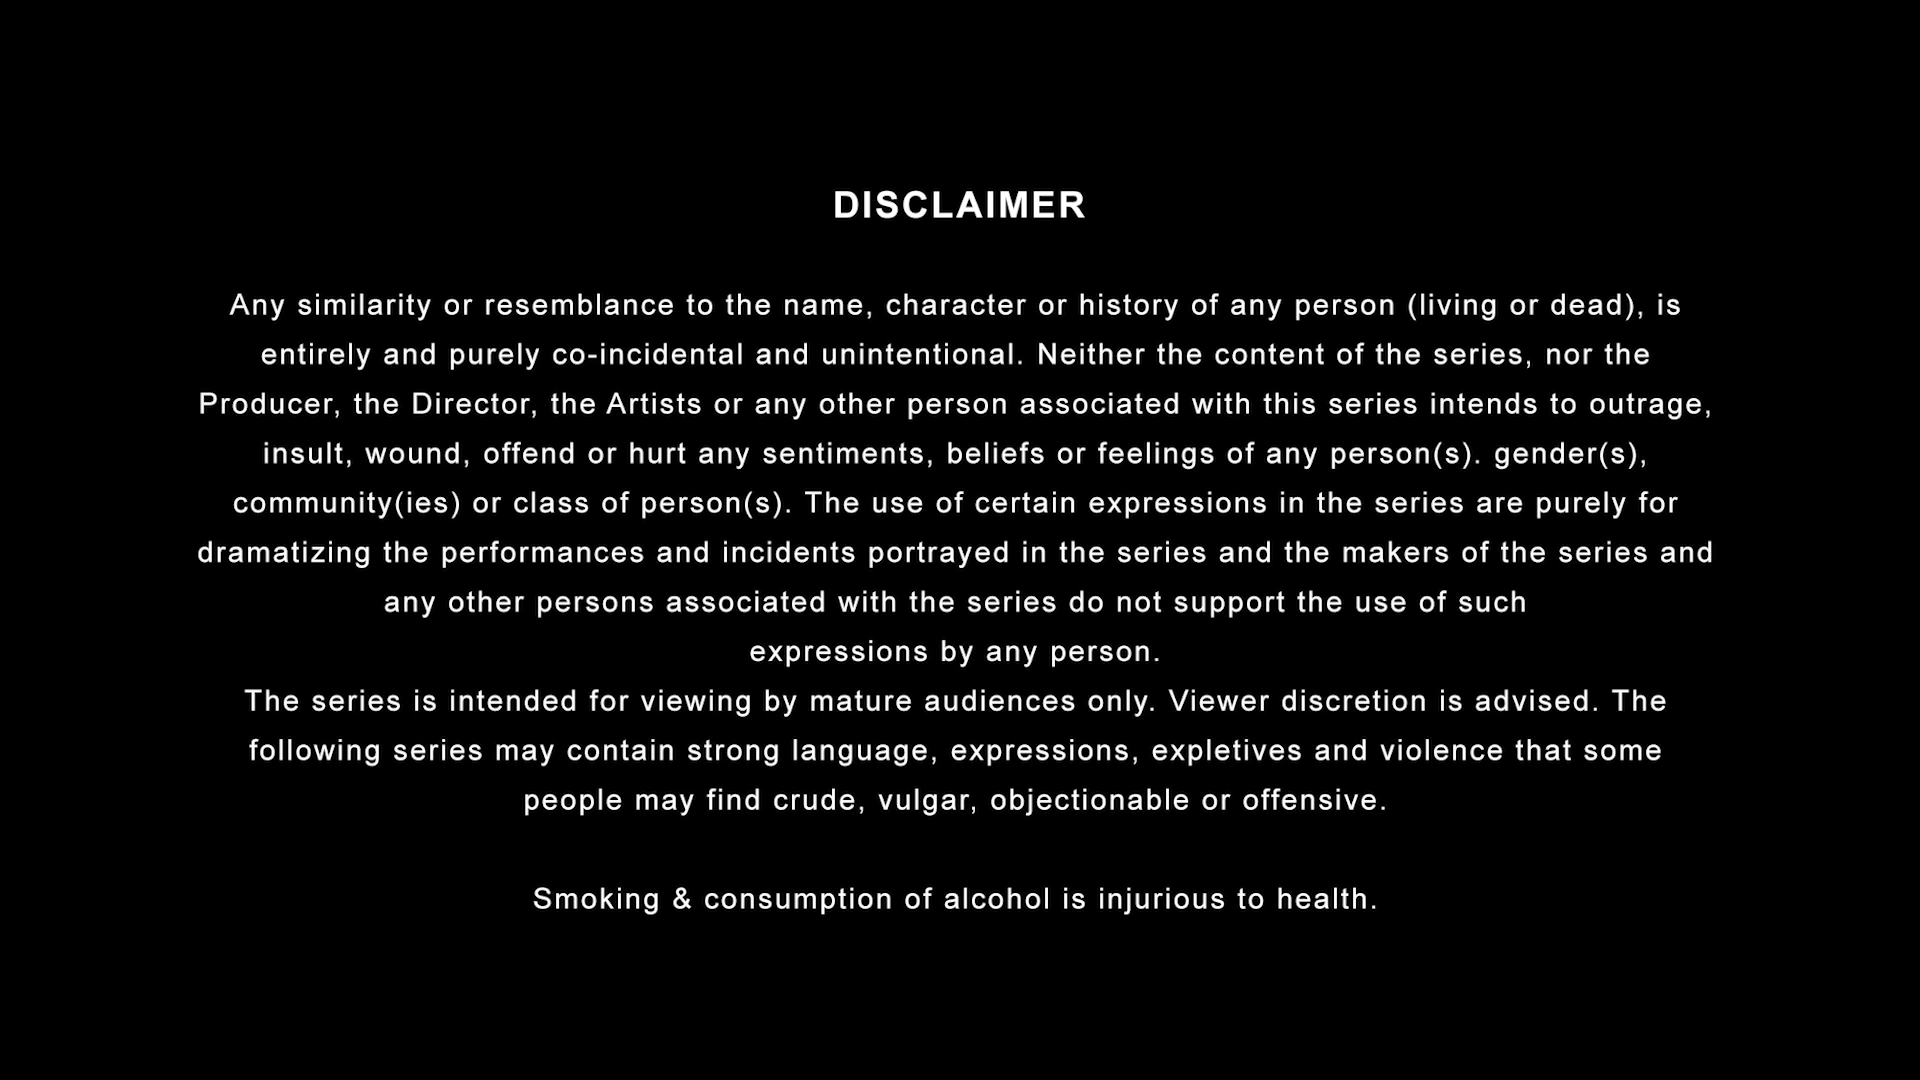 DISCLAIMER
Any similarity or resemblance to the name, character or history of any person (living or dead), is
entirely and purely co-incidental and unintentional. Neither the content of the series, nor the
Producer, the Director, the Artists or any other person associated with this series intends to outrage,
insult, wound, offend or hurt any sentiments, beliefs or feelings of any person(s). gender(s),
community(ies) or class of person(s). The use of certain expressions in the series are purely for
dramatizing the performances and incidents portrayed in the series and the makers of the series and
any other persons associated with the series do not support the use of such
expressions by any person.
The series is intended for viewing by mature audiences only. Viewer discretion is advised. The
following series may contain strong language, expressions, expletives and violence that some
people may find crude, vulgar, objectionable or offensive.
Smoking & consumption of alcohol is injurious to health.